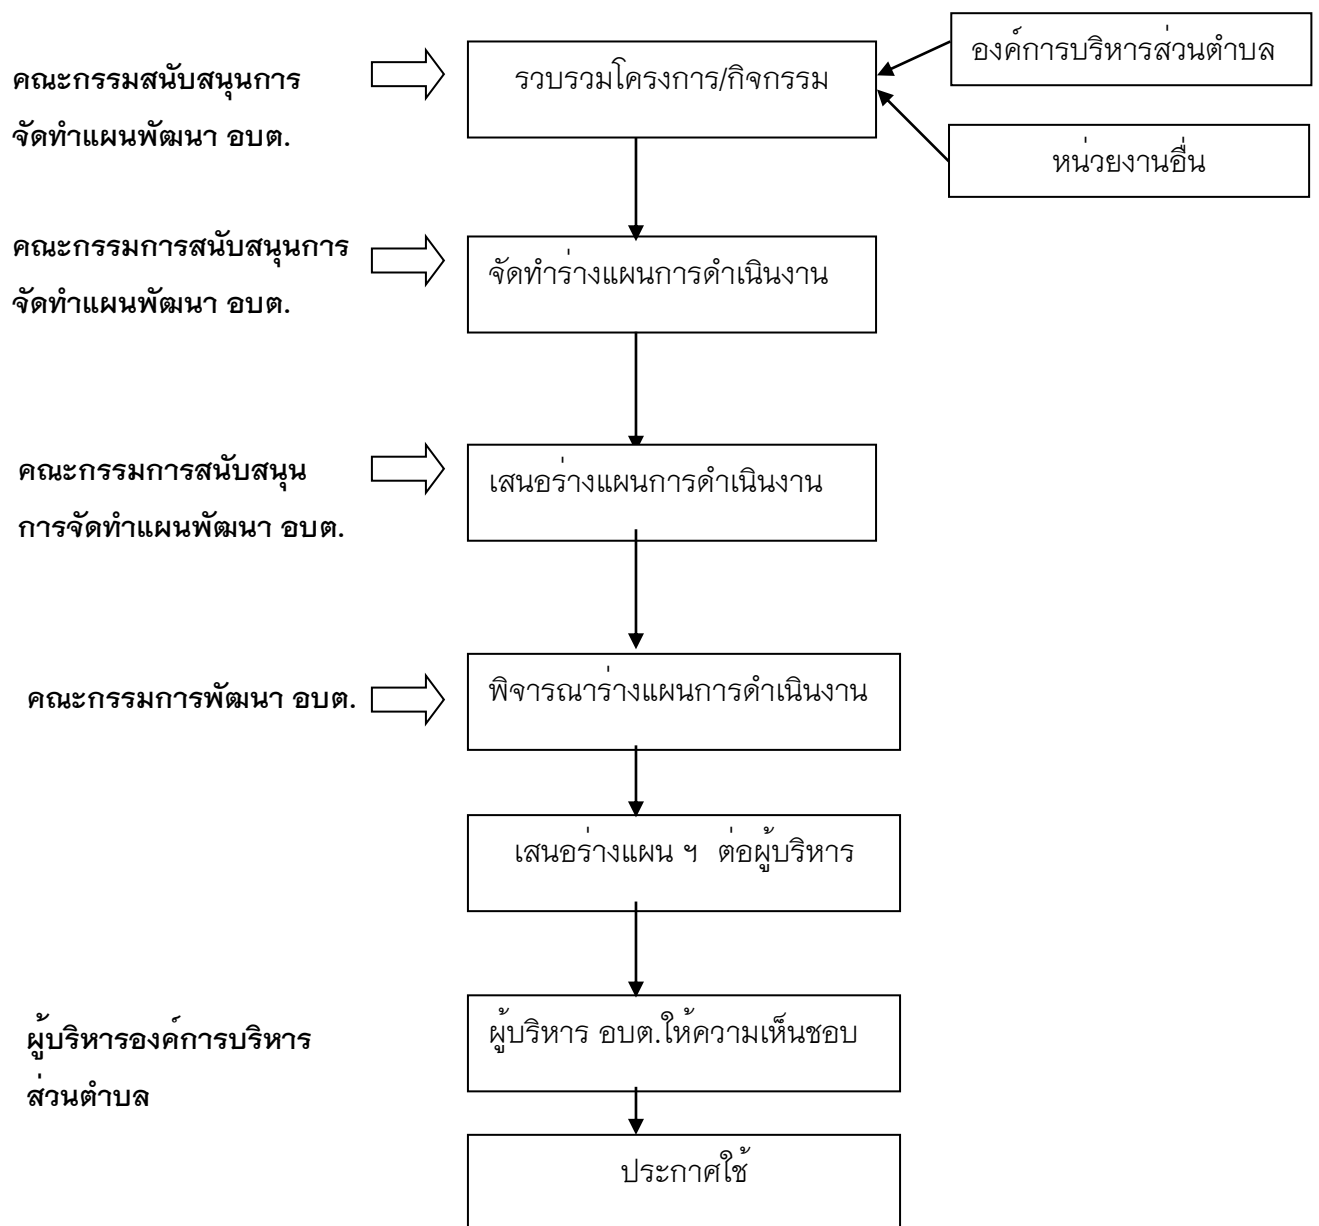 องค์การบริหารส่วนตำบล
คณะกรรมสนับสนุนการ
จัดทำแผนพัฒนา อบต.
รวบรวมโครงการ/กิจกรรม
หน่วยงานอื่น
คณะกรรมการสนับสนุนการ
จัดทำแผนพัฒนา อบต.
จัดทำร่างแผนการดำเนินงาน
คณะกรรมการสนับสนุน
การจัดทำแผนพัฒนา อบต.
เสนอร่างแผนการดำเนินงาน
คณะกรรมการพัฒนา อบต.
พิจารณาร่างแผนการดำเนินงาน
เสนอร่างแผน ฯ ต่อผู้บริหาร
ผู้บริหารองค์การบริหาร
ส่วนตำบล
ผู้บริหาร อบต.ให้ความเห็นชอบ
ประกาศใช้